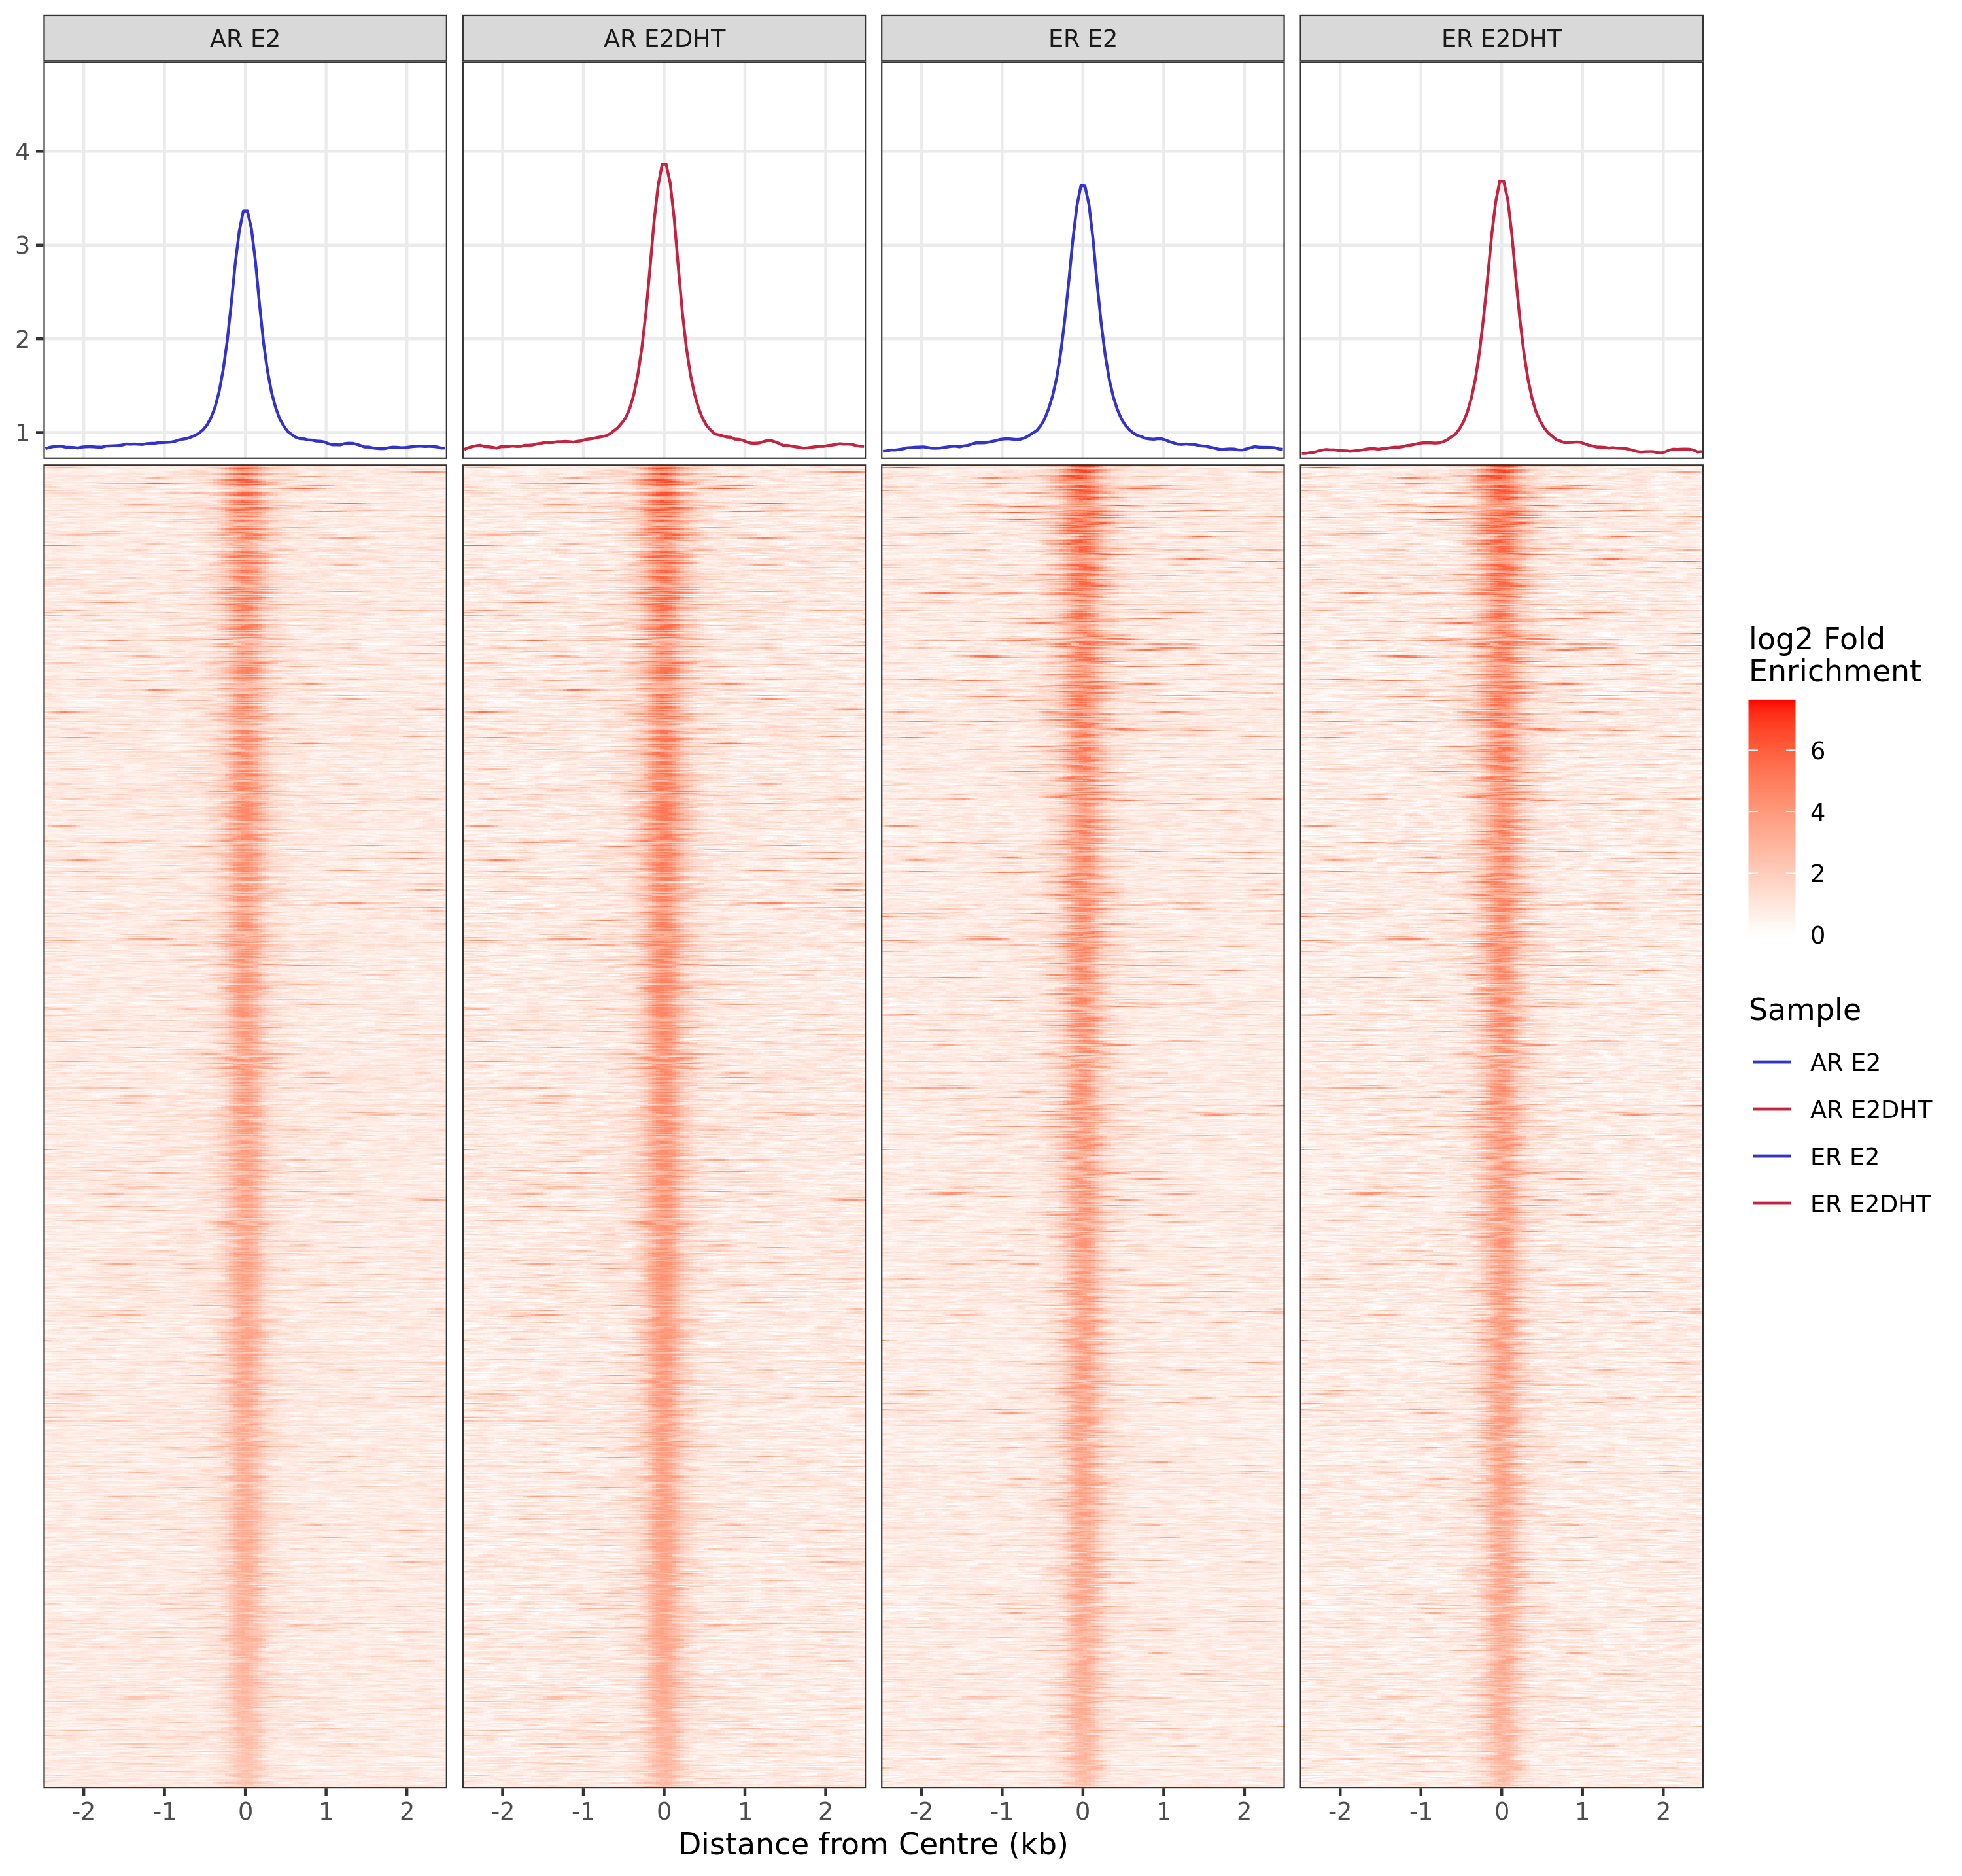 AR E2
AR E2DHT
ER E2
ER E2DHT
4
3
2
1
-2 -1 0 1 2
-2 -1 0 1 2
-2 -1 0 1 2
-2 -1 0 1 2
Distance from Centre (kb)
log2 Fold
Enrichment
6
4
2
0
Sample
AR E2
AR E2DHT
ER E2
ER E2DHT